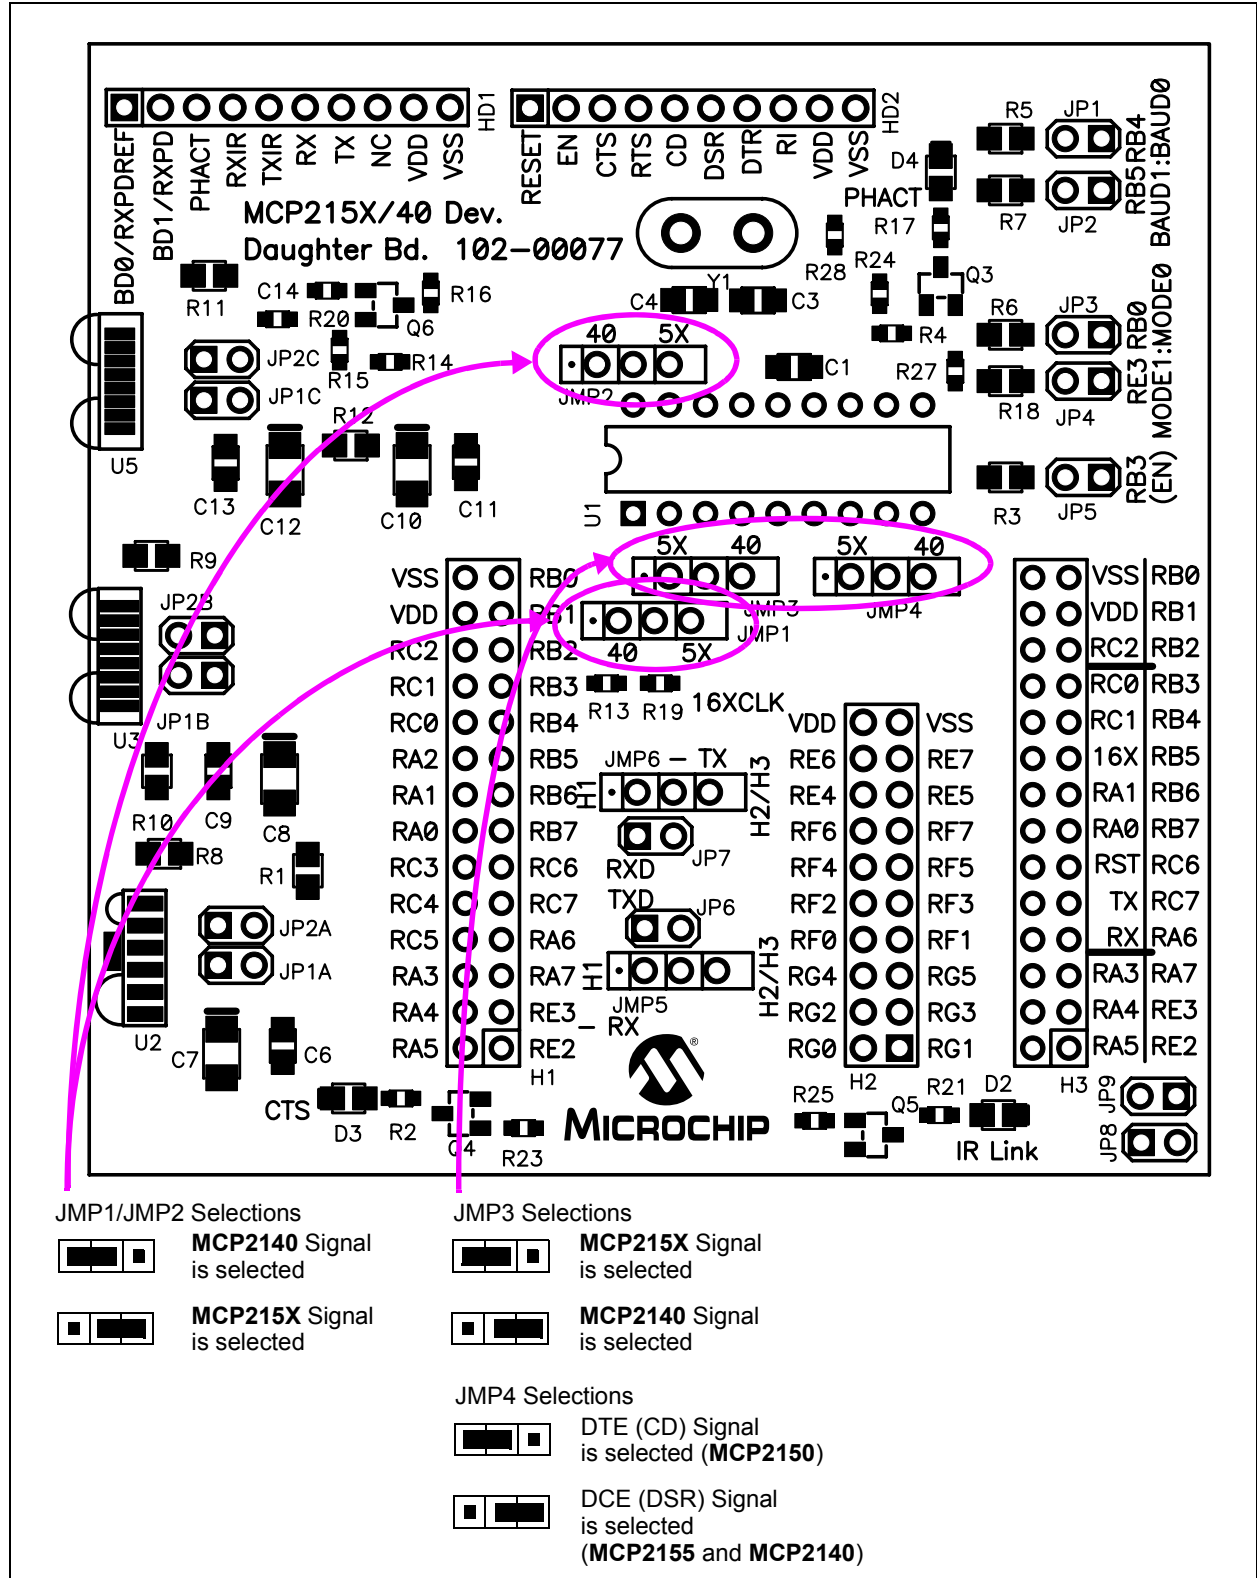 HD1
HD2
BD0/RXPDREF
BD1/RXPD
PHACT
RXIR
TXIR
RX
TX
NC
VDD
VSS
RESET
EN
CTS
RTS
CD
DSR
DTR
RI
VDD
VSS
R5
JP1
RB5RB4
BAUD1:BAUD0
D4
PHACT
R7
JP2
MCP215X/40 Dev.
Daughter Bd. 102-00077
R17
R28
R24
Y1
Q3
R11
C14
R16
C4
C3
R20
Q6
R6
JP3
RE3 RB0
MODE1:MODE0
40 5X
R4
JP2C
R15
R14
C1
R27
JP1C
JMP2
R18
JP4
R12
U5
C13
C12
C10
C11
U1
R3
JP5
RB3
(EN)
R9
5X 40
5X 40
JMP3
JMP4
JMP1
40 5X
VSS RB0
VDD RB1
RC2 RB2
RC1 RB3
RC0 RB4
RA2 RB5
RA1 RB6
RA0 RB7
RC3 RC6
RC4 RC7
RC5 RA6
RA3 RA7
RA4 RE3
RA5 RE2
H1
JP2B
JP1B
U3
R13
R19
16XCLK
JMP6 - TX
H1
H2/H3
JP7
RXD
TXD
JP6
H1
H2/H3
JMP5
- RX
VDD VSS
RE6 RE7
RE4 RE5
RF6 RF7
RF4 RF5
RF2 RF3
RF0 RF1
RG4 RG5
RG2 RG3
RG0 RG1
H2
VSS RB0
VDD RB1
RC2 RB2
RC0 RB3
RC1 RB4
16X RB5
RA1 RB6
RA0 RB7
RST RC6
TX RC7
RX RA6
RA3 RA7
RA4 RE3
RA5 RE2
H3
R10
C9
C8
R8
R1
JP2A
JP1A
U2
C7
C6
CTS
D3
R2
Q4
R23
®
MICROCHIP
R25
Q5
R21
D2
IR Link
JP9
JP8
JMP1/JMP2 Selections
MCP2140 Signal
is selected
MCP215X Signal
is selected
JMP3 Selections
MCP215X Signal
is selected
MCP2140 Signal
is selected
JMP4 Selections
DTE (CD) Signal
is selected (MCP2150)
DCE (DSR) Signal
is selected
(MCP2155 and MCP2140)